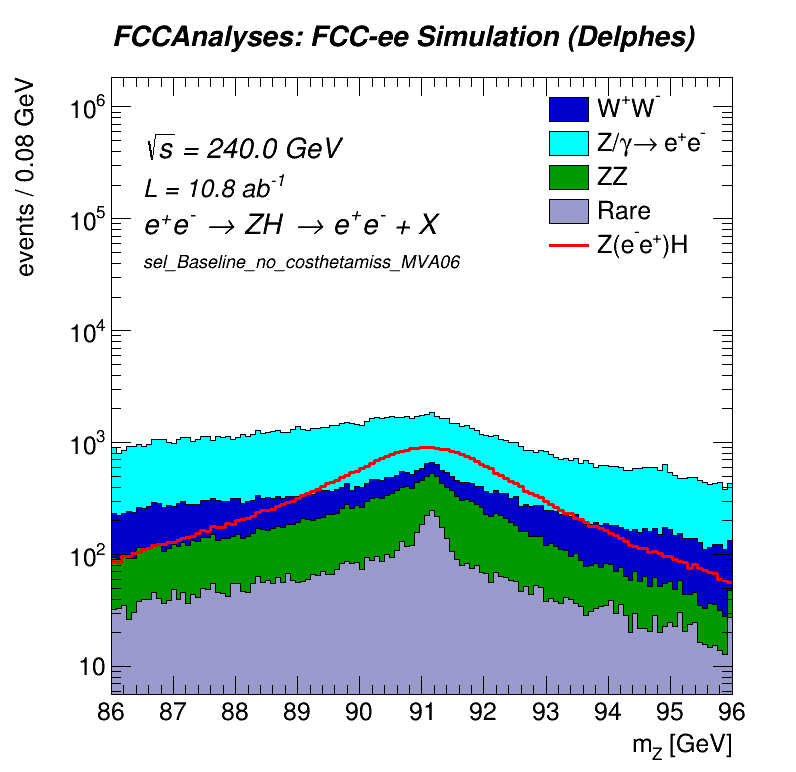 FCCAnalyses: FCC-ee Simulation (Delphes)
events / 0.08 GeV
10⁶
10⁵
10⁴
10³
10²
10
√s = 240.0 GeV
L = 10.8 ab⁻¹
e⁺e⁻ → ZH → e⁺e⁻ + X
sel_Baseline_no_costhetamiss_MVA06
W⁺W⁻
Z/γ→ e⁺e⁻
ZZ
Rare
Z(e⁻e⁺)H
86 87 88 89 90 91 92 93 94 95 96
m_Z [GeV]